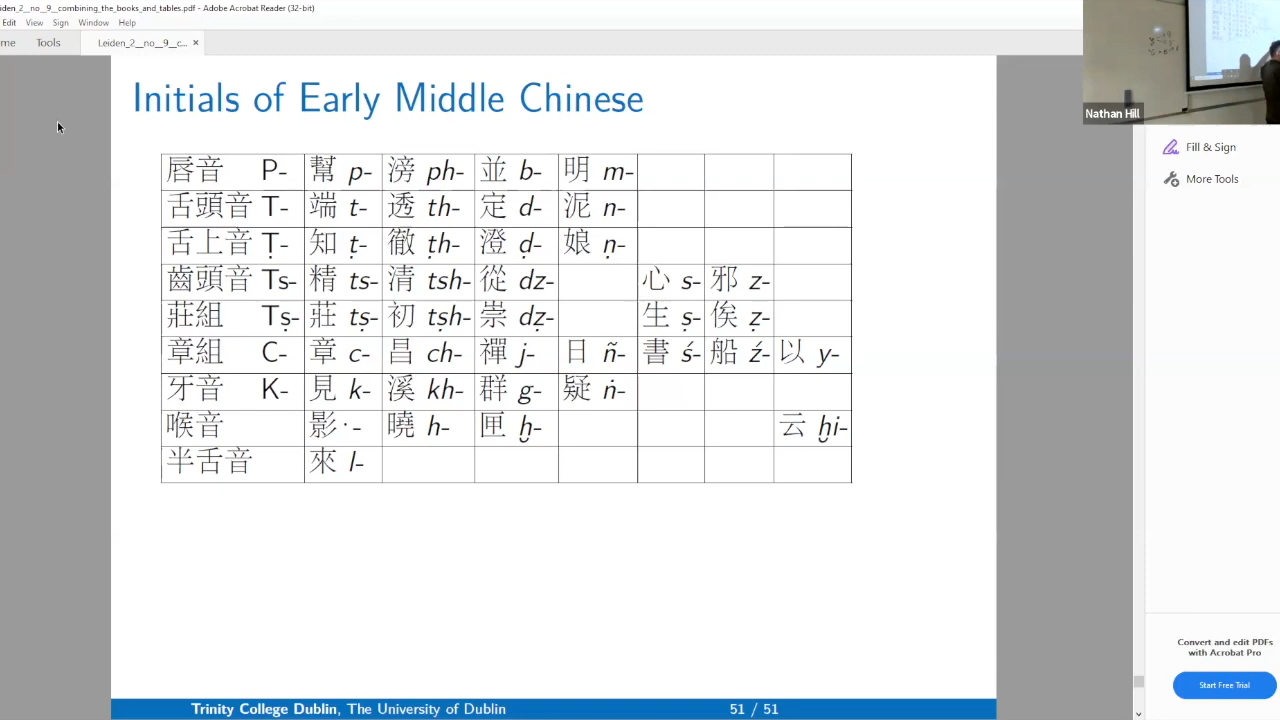 eiden_2__no__9__combining_the_books_and_tables.pdf - Adobe Acrobat Reader (32-bit)
Edit View Sign Window Help
me Tools Leiden_2__no__9__c... ×
Initials of Early Middle Chinese
唇音 P- 幫 p- 滂 ph- 並 b- 明 m-
舌頭音 T- 端 t- 透 th- 定 d- 泥 n-
舌上音 Ṭ- 知 ṭ- 徹 ṭh- 澄 ḍ- 娘 ṇ-
齒頭音 Ts- 精 ts- 清 tsh- 從 dz- 心 s- 邪 z-
莊組 Tṣ- 莊 tṣ- 初 tṣh- 崇 dẓ- 生 ṣ- 俟 ẓ-
章組 C- 章 c- 昌 ch- 禪 j- 日 ñ- 書 ś- 船 ź- 以 y-
牙音 K- 見 k- 溪 kh- 群 g- 疑 ṅ-
喉音 影 ·- 曉 h- 匣 ḫ- 云 ḫi-
半舌音 來 l-
Trinity College Dublin, The University of Dublin 51 / 51
Nathan Hill
Fill & Sign
More Tools
Convert and edit PDFs
with Acrobat Pro
Start Free Trial